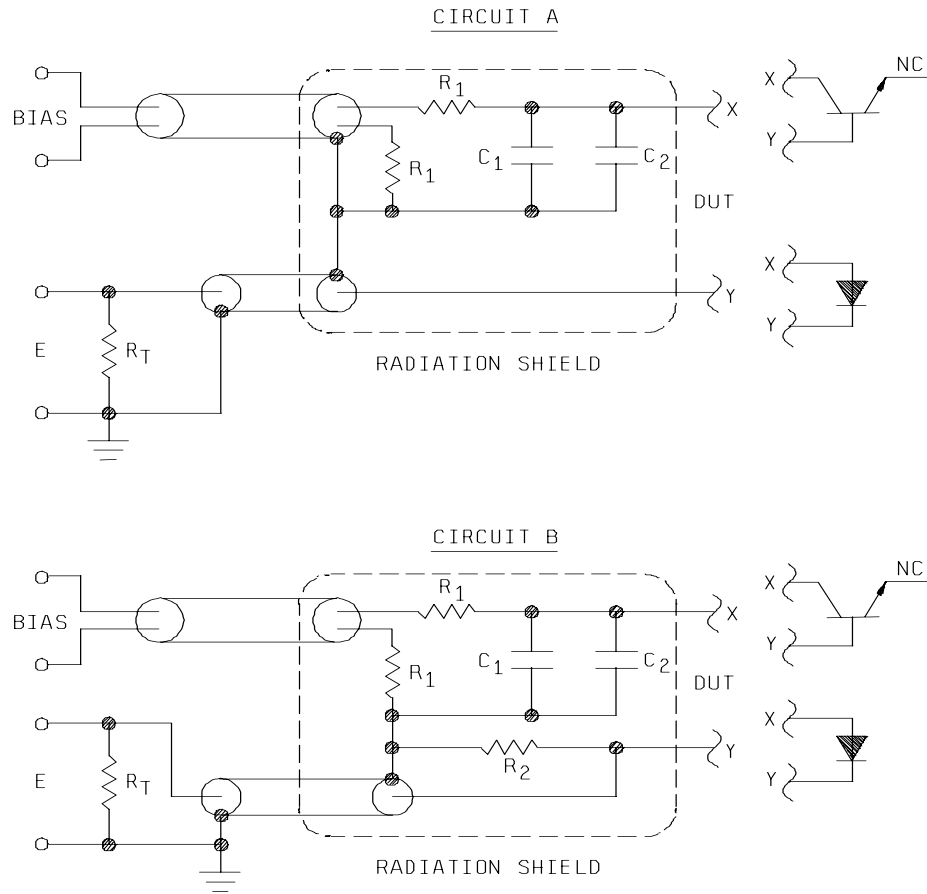 CIRCUIT A
R1
NC
X
X
BIAS
Y
R1
C1
C2
DUT
X
Y
Y
E
RT
RADIATION SHIELD
CIRCUIT B
R1
NC
X
X
BIAS
Y
R1
C1
C2
DUT
X
Y
R2
Y
E
RT
RADIATION SHIELD